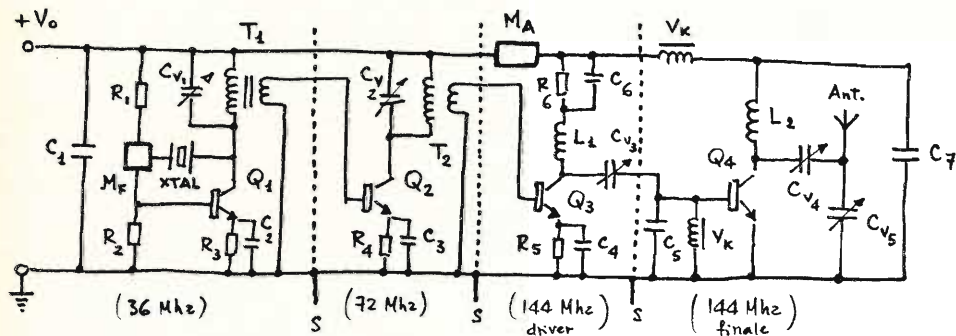 +V₀
T₁
M_A
V_K
C_V₁
C_V2
R₁
R6
C₆
L₁
L₂
Ant.
C₁
M_F
XTAL
Q₁
Q₂
T₂
C_V₃
Q₃
Q₄
C_V₄
C_V₅
C₇
R₂
R₃
C2
R₄
C₃
R₅
C₄
C₅
V_K
(36 Mhz)
S
(72 Mhz)
S
(144 Mhz)
driver
S
(144 Mhz)
finale